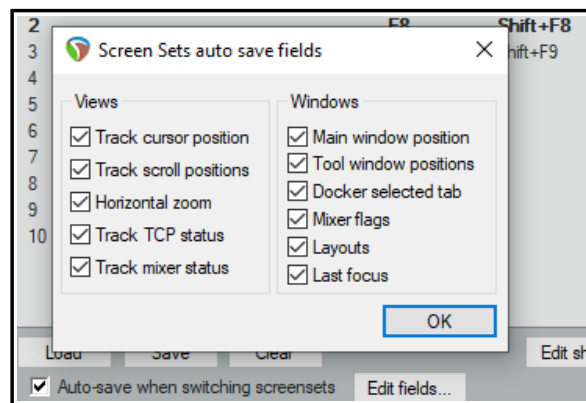 2 F8 Shift+F8
Screen Sets auto save fields
3 hift+F9
4
5 Views Windows
Track cursor position Main window position
6 Track scroll positions Tool window positions
7 Horizontal zoom Docker selected tab
8 Track TCP status Mixer flags
9 Track mixer status Layouts
10 Last focus
OK
Load Save Clear Edit sh
Auto-save when switching screensets Edit fields...